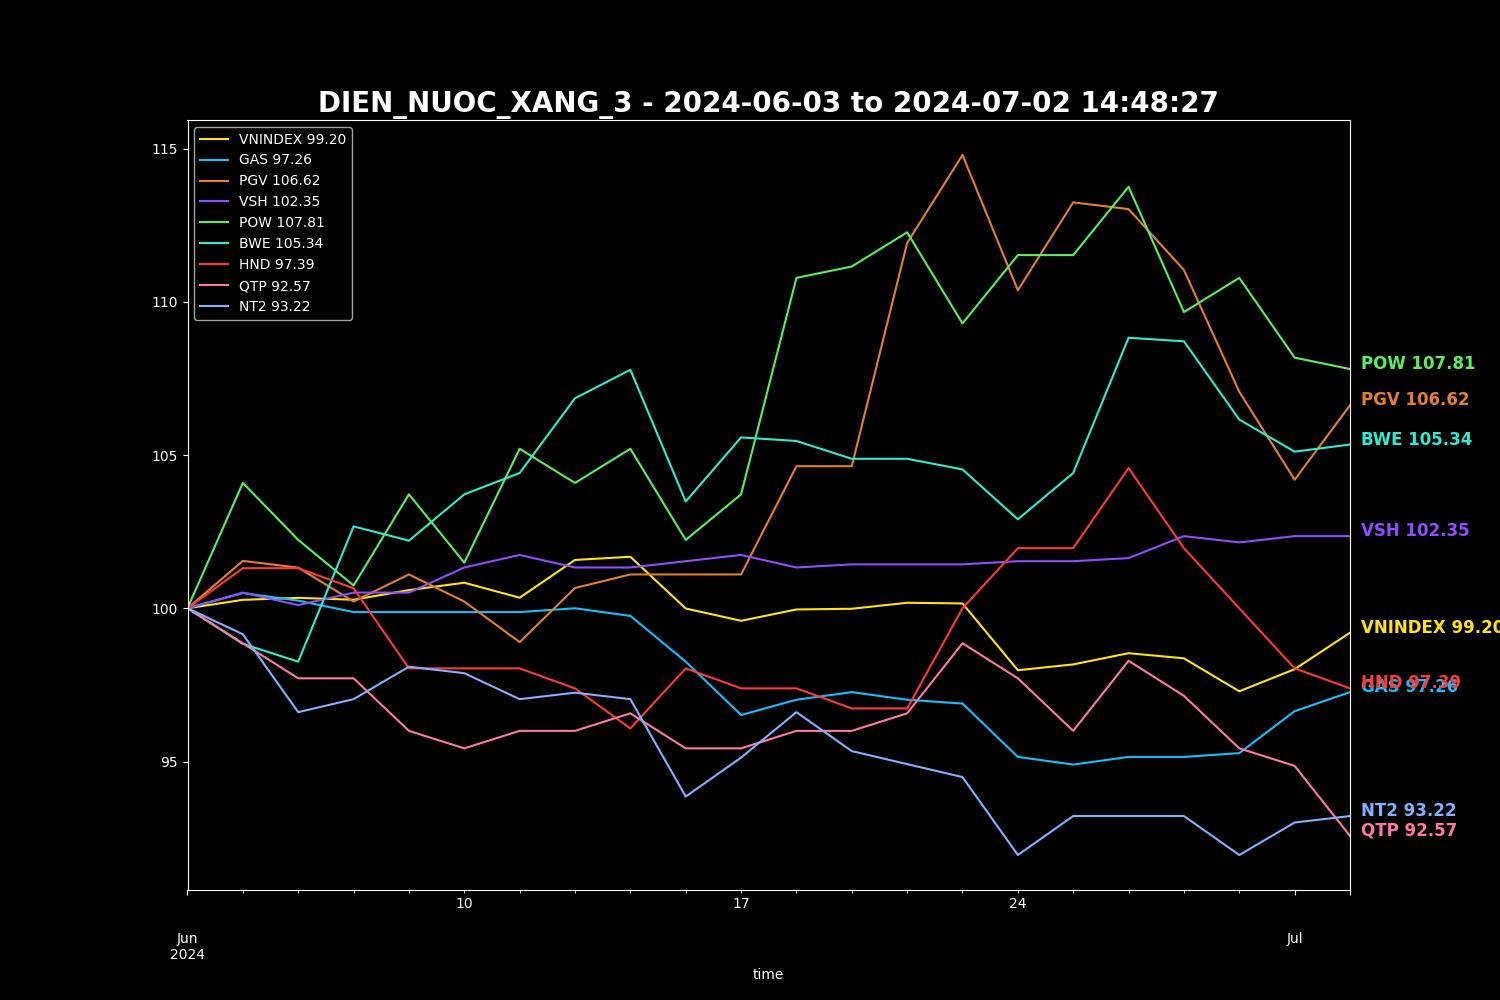 DIEN_NUOC_XANG_3 - 2024-06-03 to 2024-07-02 14:48:27
115
110
105
100
95
VNINDEX 99.20
GAS 97.26
PGV 106.62
VSH 102.35
POW 107.81
BWE 105.34
HND 97.39
QTP 92.57
NT2 93.22
POW 107.81
PGV 106.62
BWE 105.34
VSH 102.35
VNINDEX 99.20
HND 97.39
GAS 97.26
NT2 93.22
QTP 92.57
10
17
24
Jun
2024
Jul
time